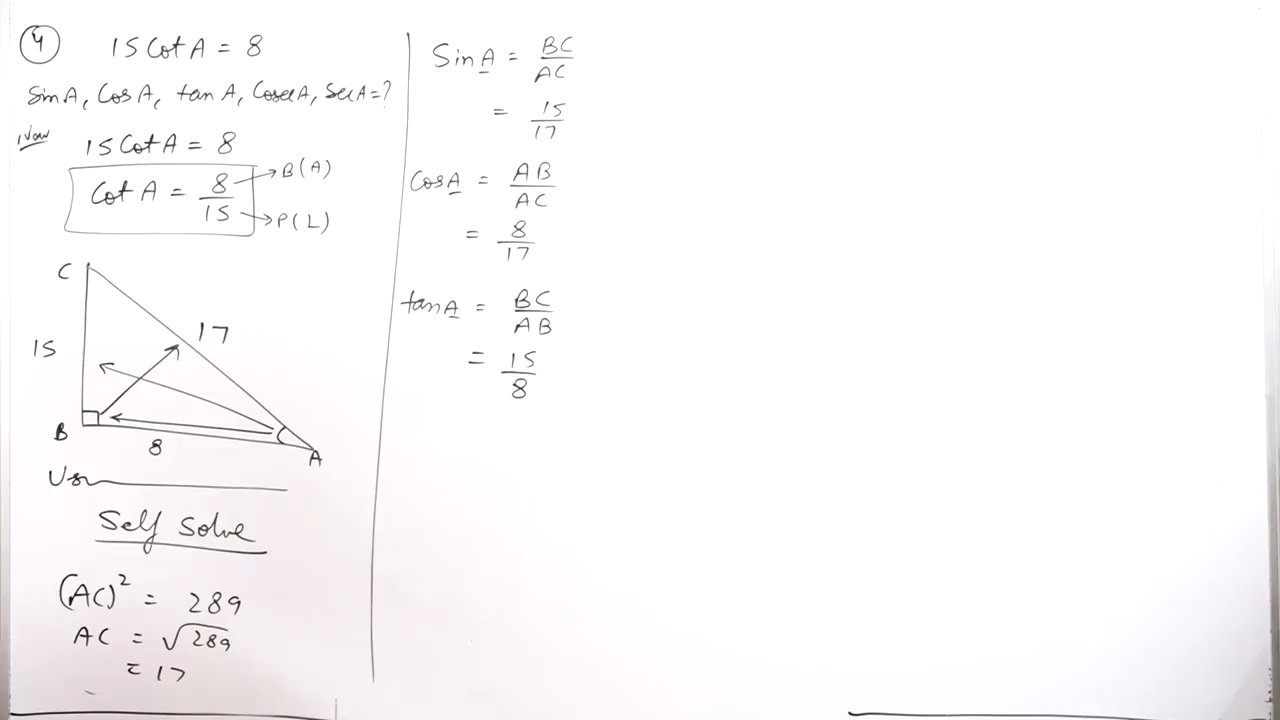 4 15 Cot A = 8
Sin A, Cos A, tan A, Cosec A, Sec A = ?
Now
15 Cot A = 8
Cot A = 8/15
B(A)
P(L)
C
17
15
B
8
A
Self Solve
(AC)² = 289
AC = √289
= 17
Sin A = BC/AC
= 15/17
Cos A = AB/AC
= 8/17
tan A = BC/AB
= 15/8